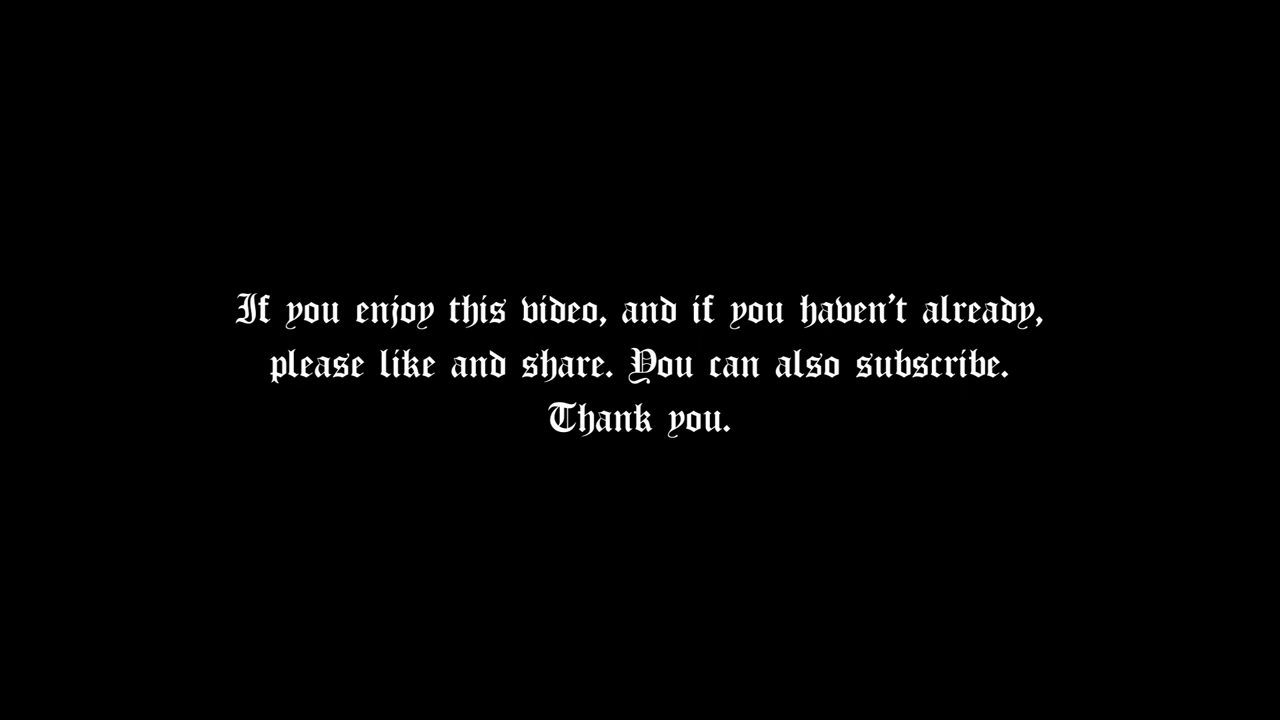 If you enjoy this video, and if you haven't already,
please like and share. You can also subscribe.
Thank you.